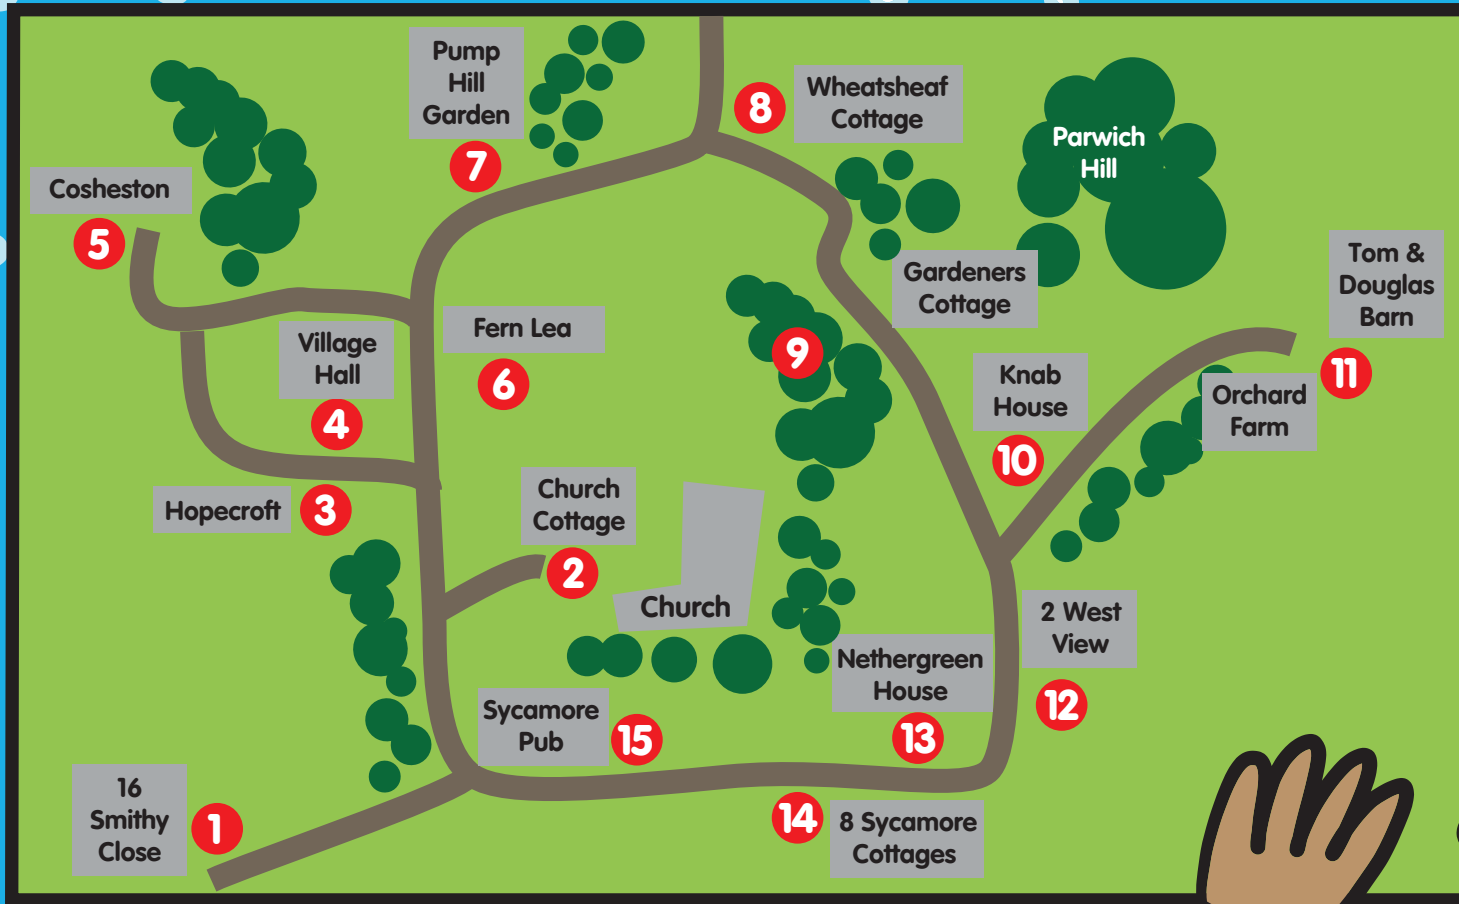 Pump
Hill
Garden
7
8
Wheatsheaf
Cottage
Parwich
Hill
Cosheston
5
Gardeners
Cottage
Tom &
Douglas
Barn
11
Village
Hall
4
Fern Lea
6
9
Knab
House
10
Orchard
Farm
Hopecroft
3
Church
Cottage
2
Church
2 West
View
12
Nethergreen
House
13
Sycamore
Pub
15
16
Smithy
Close
1
14
8 Sycamore
Cottages